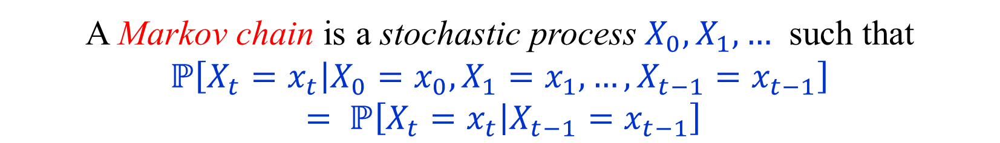 A Markov chain is a stochastic process X₀, X₁, … such that
ℙ[Xₜ = xₜ|X₀ = x₀, X₁ = x₁, … , Xₜ₋₁ = xₜ₋₁]
= ℙ[Xₜ = xₜ|Xₜ₋₁ = xₜ₋₁]